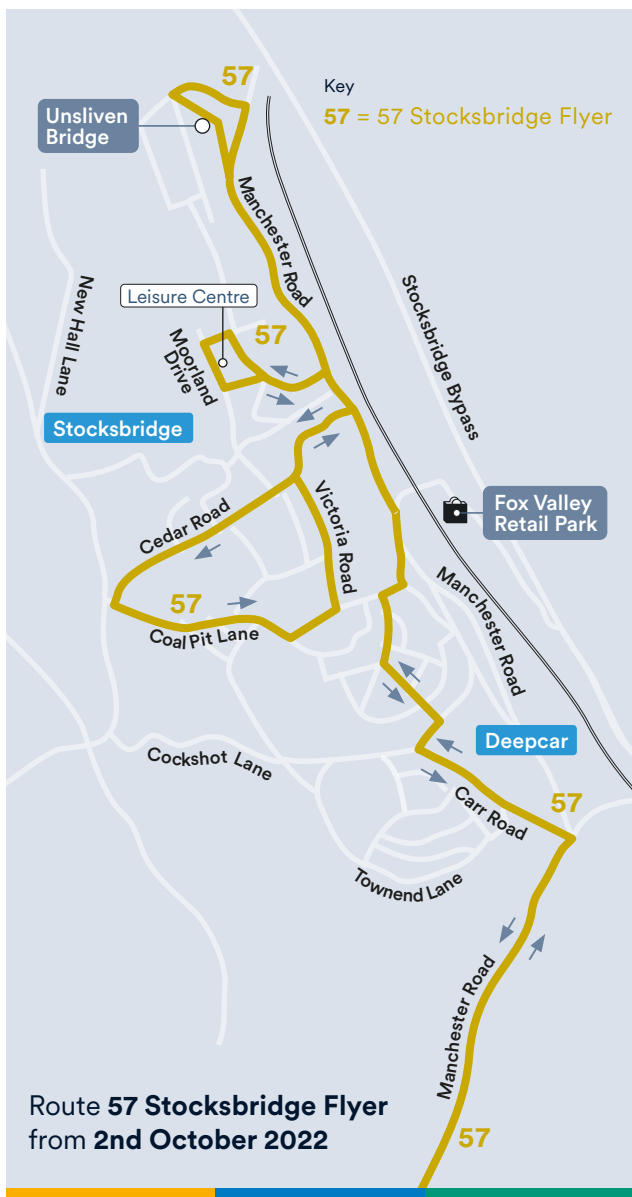 57
Key
57 = 57 Stocksbridge Flyer
Unsliven
Bridge
Manchester Road
New Hall Lane
Leisure Centre
57
Moorland
Drive
Stocksbridge Bypass
Stocksbridge
Cedar Road
Victoria Road
Fox Valley
Retail Park
57
Coal Pit Lane
Manchester Road
Deepcar
Cockshot Lane
57
Carr Road
Townend Lane
Manchester Road
Route 57 Stocksbridge Flyer
from 2nd October 2022
57